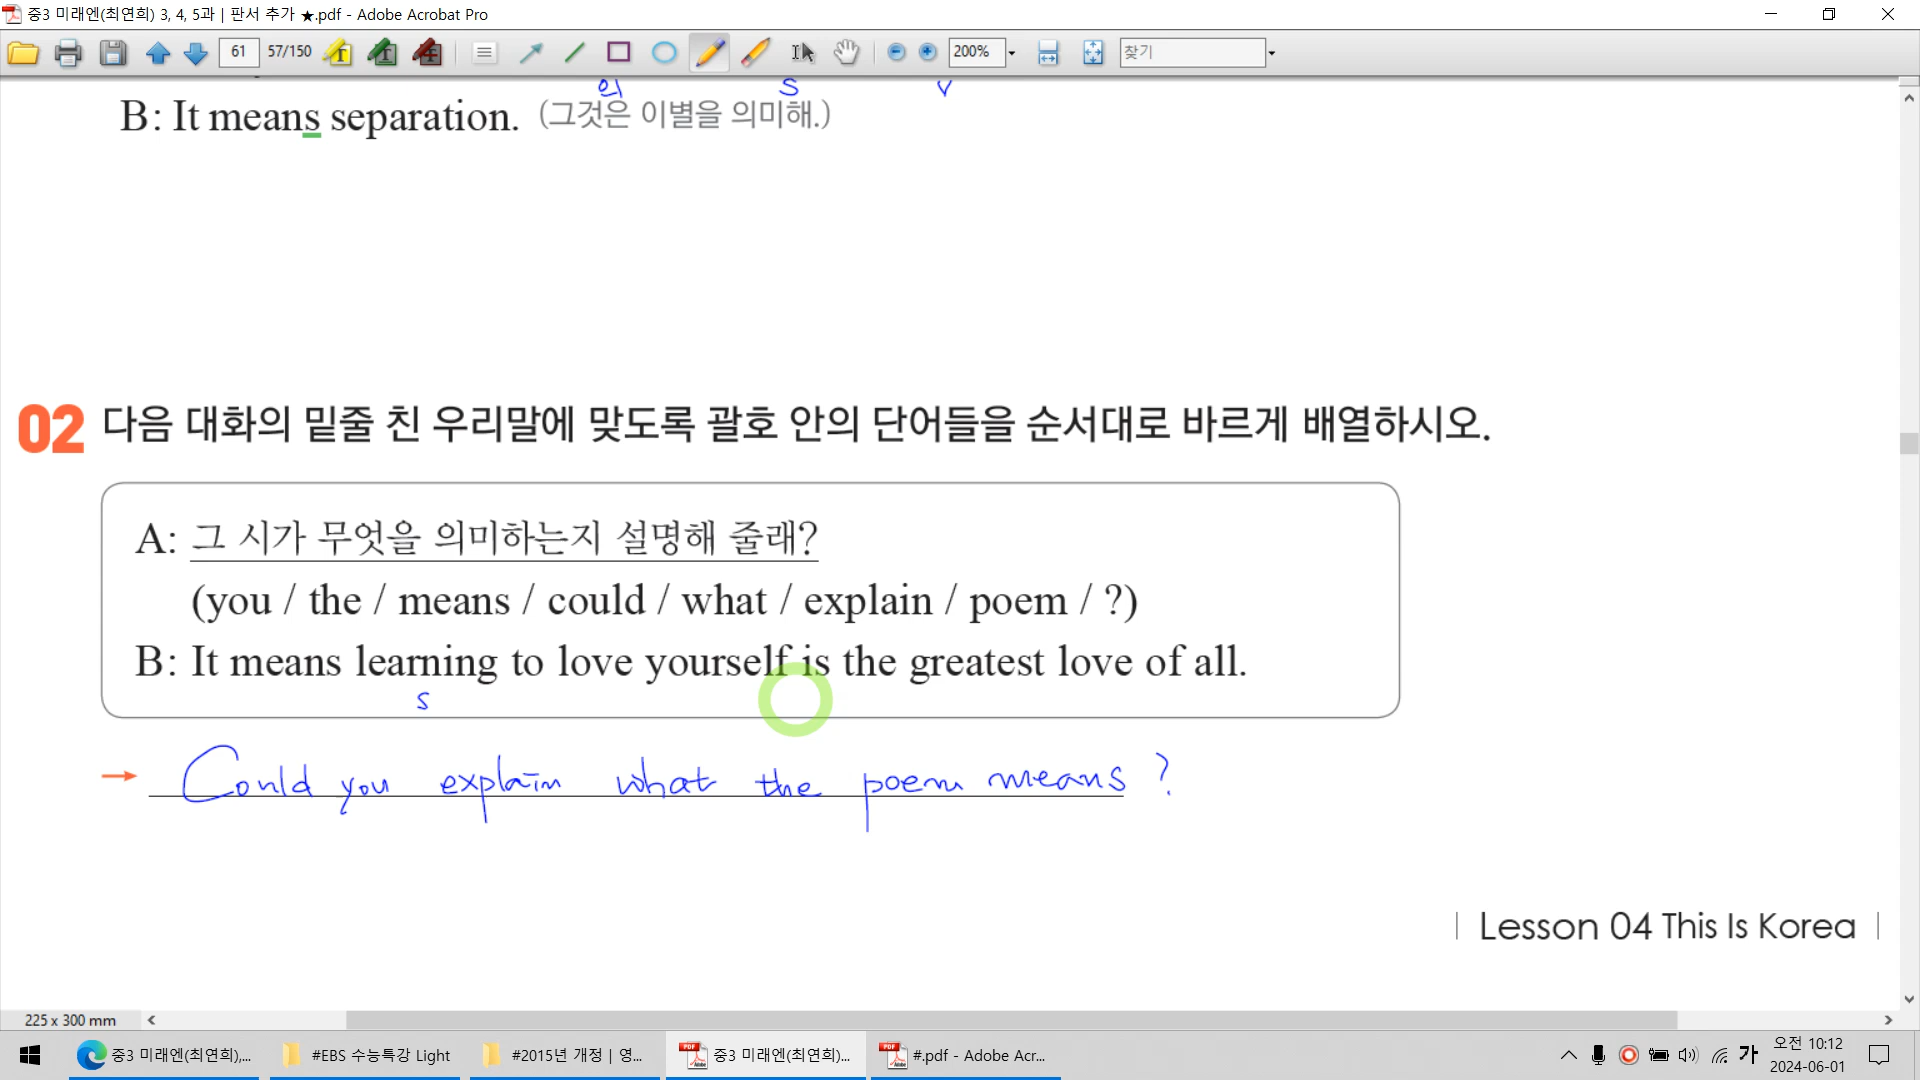 중3 미래엔(최연희) 3, 4, 5과 | 판서 추가 ★.pdf - Adobe Acrobat Pro
61 57/150 200% 찾기
의 S V
B: It means separation. (그것은 이별을 의미해.)
02 다음 대화의 밑줄 친 우리말에 맞도록 괄호 안의 단어들을 순서대로 바르게 배열하시오.
A: 그 시가 무엇을 의미하는지 설명해 줄래?
(you / the / means / could / what / explain / poem / ?)
B: It means learning to love yourself is the greatest love of all.
S
→ Could you explain what the poem means ?
| Lesson 04 This Is Korea |
225 x 300 mm
중3 미래엔(최연희),... #EBS 수능특강 Light #2015년 개정 | 영... 중3 미래엔(최연희)... #.pdf - Adobe Acr... 가 오전 10:12
2024-06-01